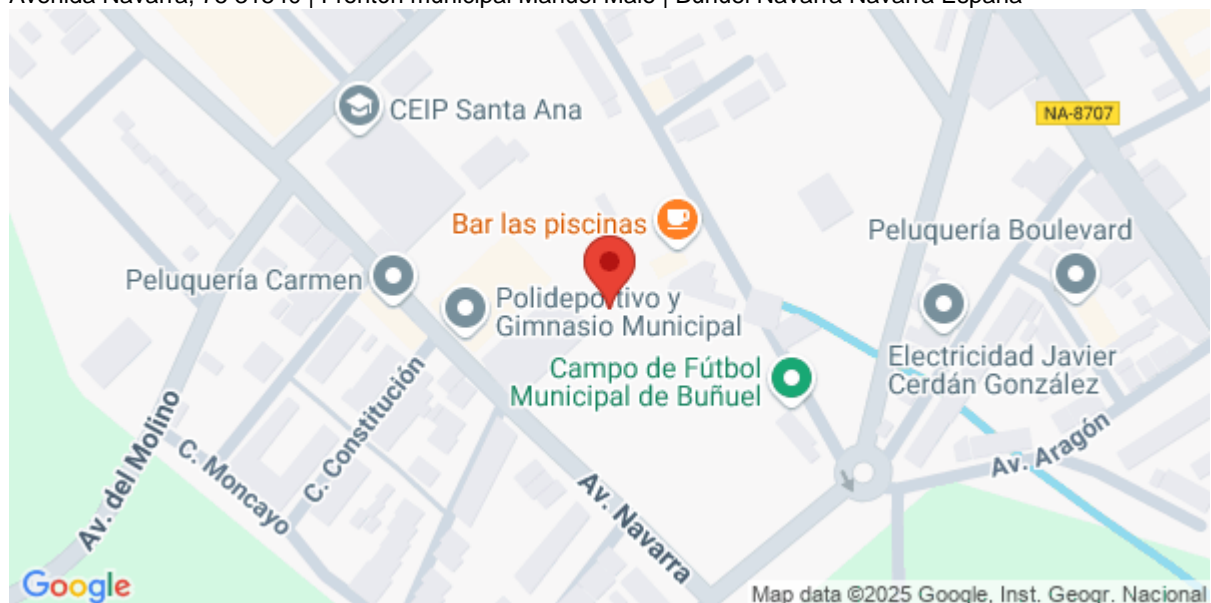 CEIP Santa Ana
NA-8707
Bar las piscinas
Peluquería Boulevard
Peluquería Carmen
Polideportivo y
Gimnasio Municipal
Campo de Fútbol
Municipal de Buñuel
Electricidad Javier
Cerdán González
C. Constitución
Av. del Molino
C. Moncayo
Av. Aragón
Av. Navarra
Google
Map data ©2025 Google, Inst. Geogr. Nacional